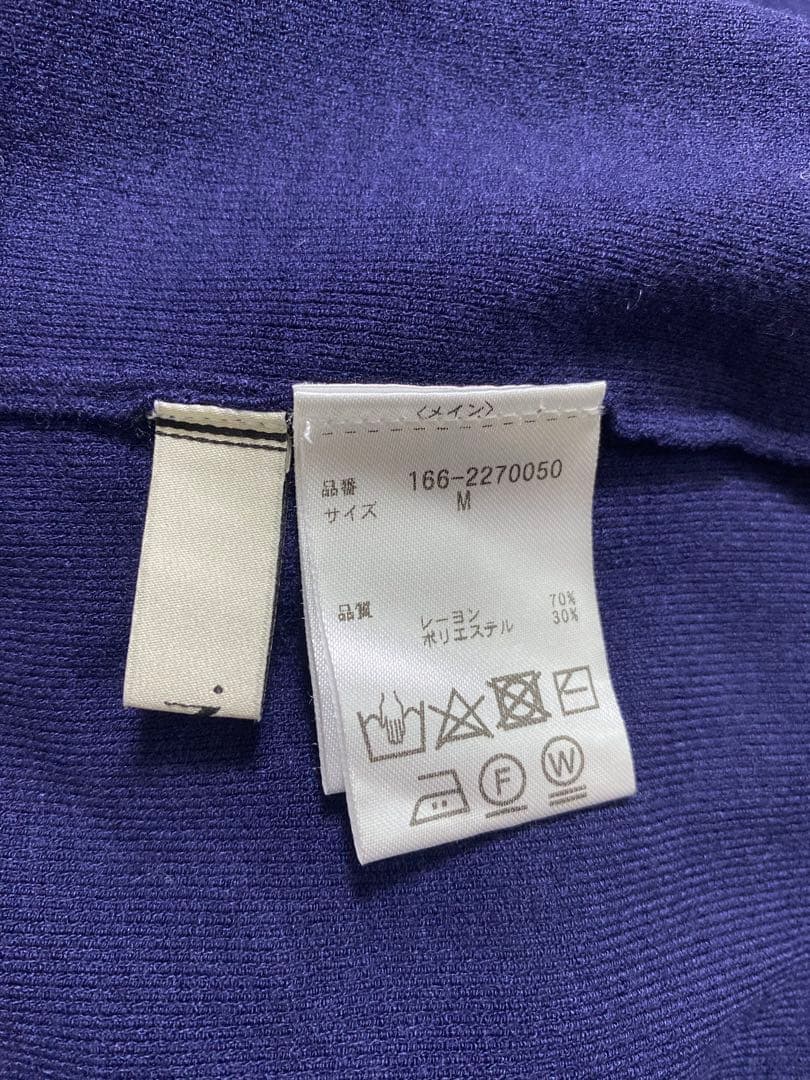 〈メイン〉
品番 166-2270050
サイズ M
品質 レーヨン 70%
ポリエステル 30%
F W